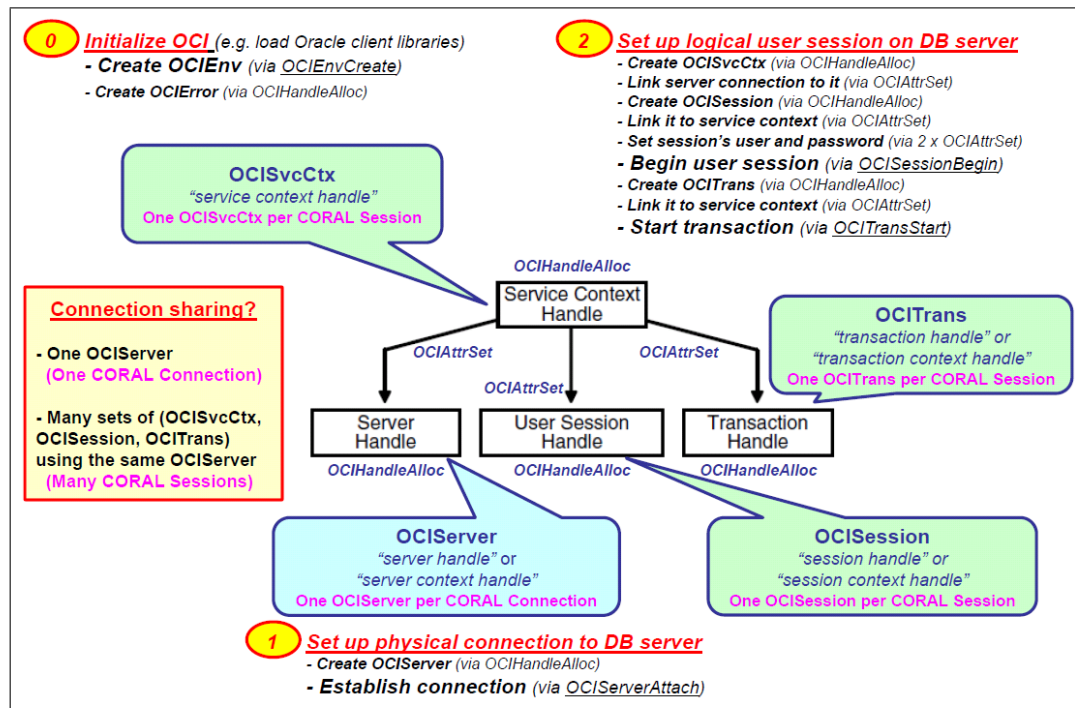 0
Initialize OCI (e.g. load Oracle client libraries)
- Create OCIEnv (via OCIEnvCreate)
- Create OCIError (via OCIHandleAlloc)
2
Set up logical user session on DB server
- Create OCISvcCtx (via OCIHandleAlloc)
- Link server connection to it (via OCIAttrSet)
- Create OCISession (via OCIHandleAlloc)
- Link it to service context (via OCIAttrSet)
- Set session's user and password (via 2 x OCIAttrSet)
- Begin user session (via OCISessionBegin)
- Create OCITrans (via OCIHandleAlloc)
- Link it to service context (via OCIAttrSet)
- Start transaction (via OCITransStart)
OCISvcCtx
“service context handle”
One OCISvcCtx per CORAL Session
OCIHandleAlloc
Service Context
Handle
Connection sharing?
- One OCIServer
(One CORAL Connection)
- Many sets of (OCISvcCtx,
OCISession, OCITrans)
using the same OCIServer
(Many CORAL Sessions)
OCIAttrSet
OCIAttrSet
OCIAttrSet
OCITrans
“transaction handle” or
“transaction context handle”
One OCITrans per CORAL Session
Server
Handle
User Session
Handle
Transaction
Handle
OCIHandleAlloc
OCIHandleAlloc
OCIHandleAlloc
OCIServer
“server handle” or
“server context handle”
One OCIServer per CORAL Connection
OCISession
“session handle” or
“session context handle”
One OCISession per CORAL Session
1
Set up physical connection to DB server
- Create OCIServer (via OCIHandleAlloc)
- Establish connection (via OCIServerAttach)